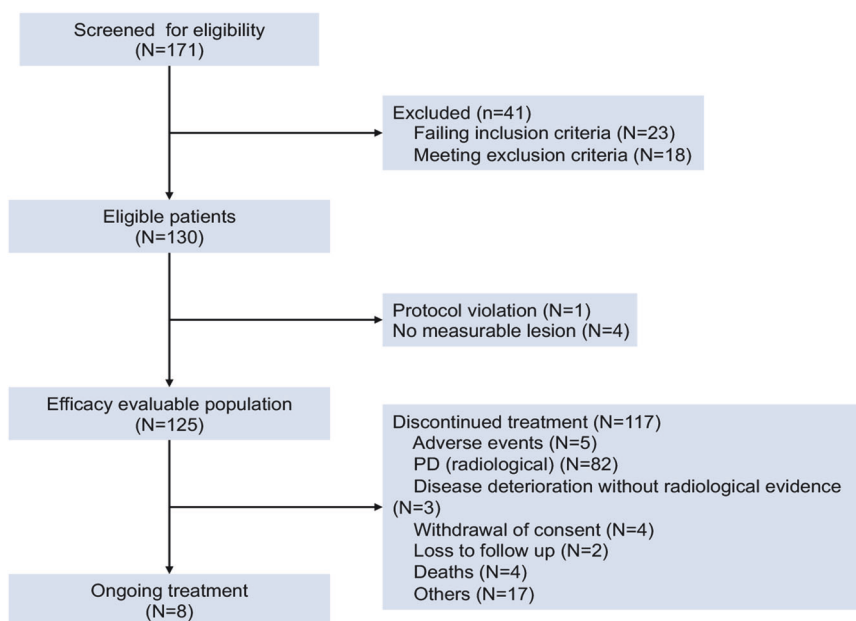 Screened for eligibility
(N=171)
Excluded (n=41)
Failing inclusion criteria (N=23)
Meeting exclusion criteria (N=18)
Eligible patients
(N=130)
Protocol violation (N=1)
No measurable lesion (N=4)
Efficacy evaluable population
(N=125)
Discontinued treatment (N=117)
Adverse events (N=5)
PD (radiological) (N=82)
Disease deterioration without radiological evidence
(N=3)
Withdrawal of consent (N=4)
Loss to follow up (N=2)
Deaths (N=4)
Others (N=17)
Ongoing treatment
(N=8)